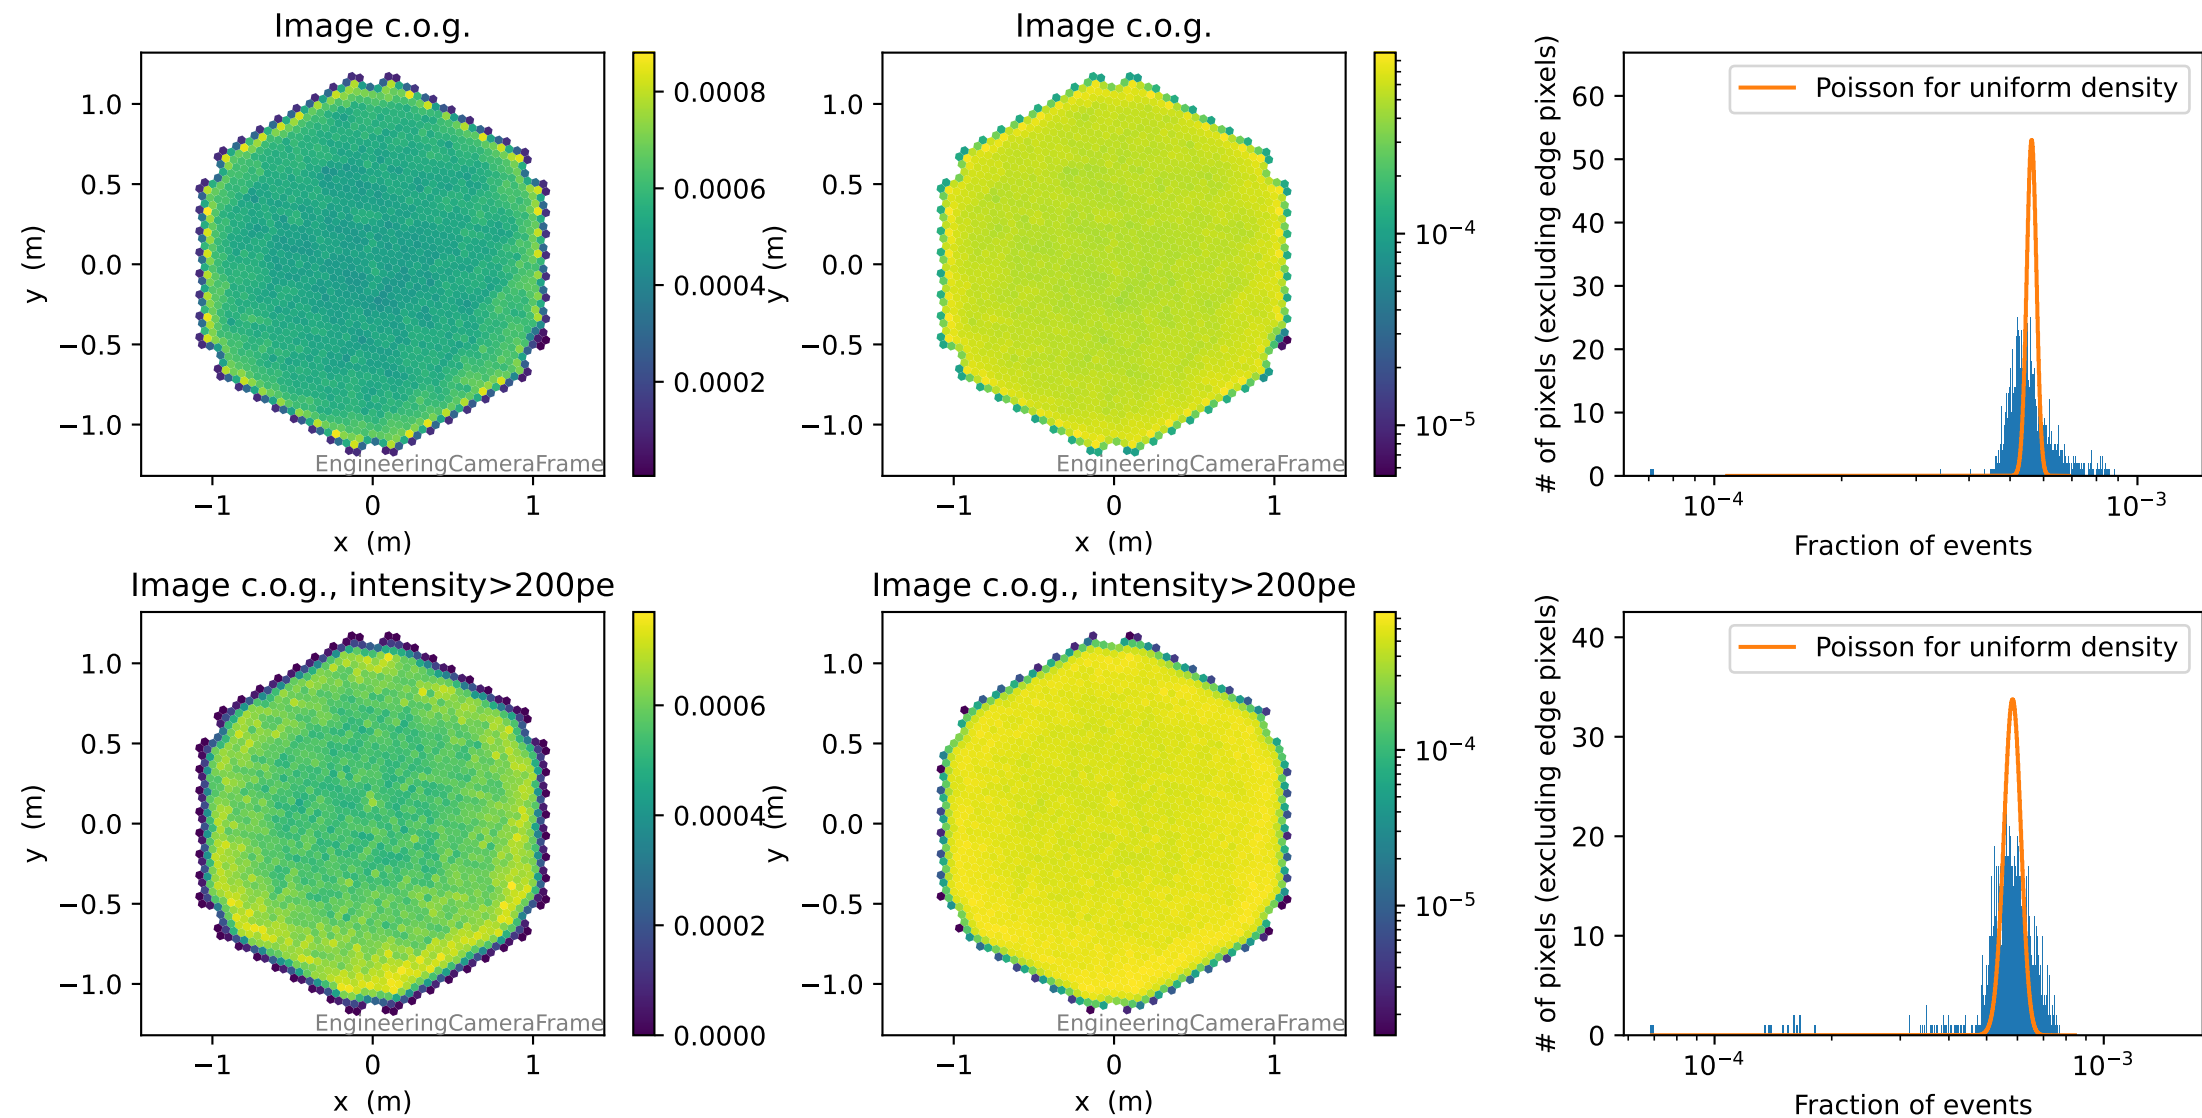 Image c.o.g.
y (m)
1.0
0.5
0.0
−0.5
−1.0
−1
0
1
x (m)
EngineeringCameraFrame
0.0008
0.0006
0.0004
0.0002
Image c.o.g.
y (m)
1.0
0.5
0.0
−0.5
−1.0
−1
0
1
x (m)
EngineeringCameraFrame
10−4
10−5
# of pixels (excluding edge pixels)
60
50
40
30
20
10
0
Poisson for uniform density
10−4
10−3
Fraction of events
Image c.o.g., intensity>200pe
y (m)
1.0
0.5
0.0
−0.5
−1.0
−1
0
1
x (m)
EngineeringCameraFrame
0.0006
0.0004
0.0002
0.0000
Image c.o.g., intensity>200pe
y (m)
1.0
0.5
0.0
−0.5
−1.0
−1
0
1
x (m)
EngineeringCameraFrame
10−4
10−5
# of pixels (excluding edge pixels)
40
30
20
10
0
Poisson for uniform density
10−4
10−3
Fraction of events